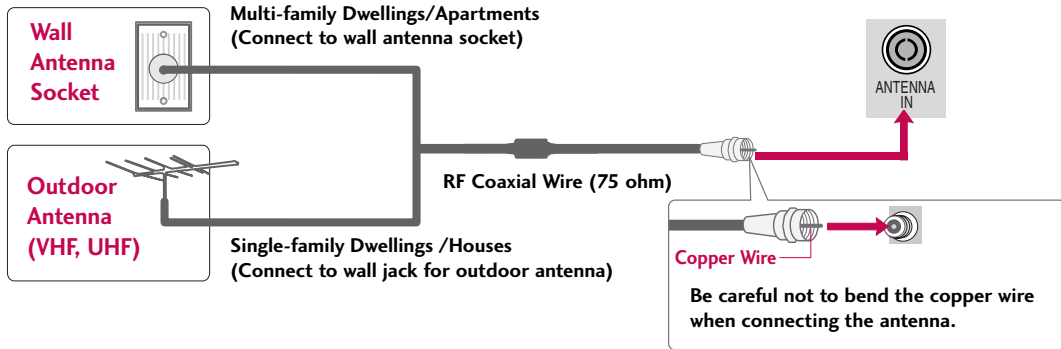 Wall
Antenna
Socket
Multi-family Dwellings/Apartments
(Connect to wall antenna socket)
ANTENNA
IN
RF Coaxial Wire (75 ohm)
Outdoor
Antenna
(VHF, UHF)
Single-family Dwellings /Houses
(Connect to wall jack for outdoor antenna)
Copper Wire
Be careful not to bend the copper wire
when connecting the antenna.